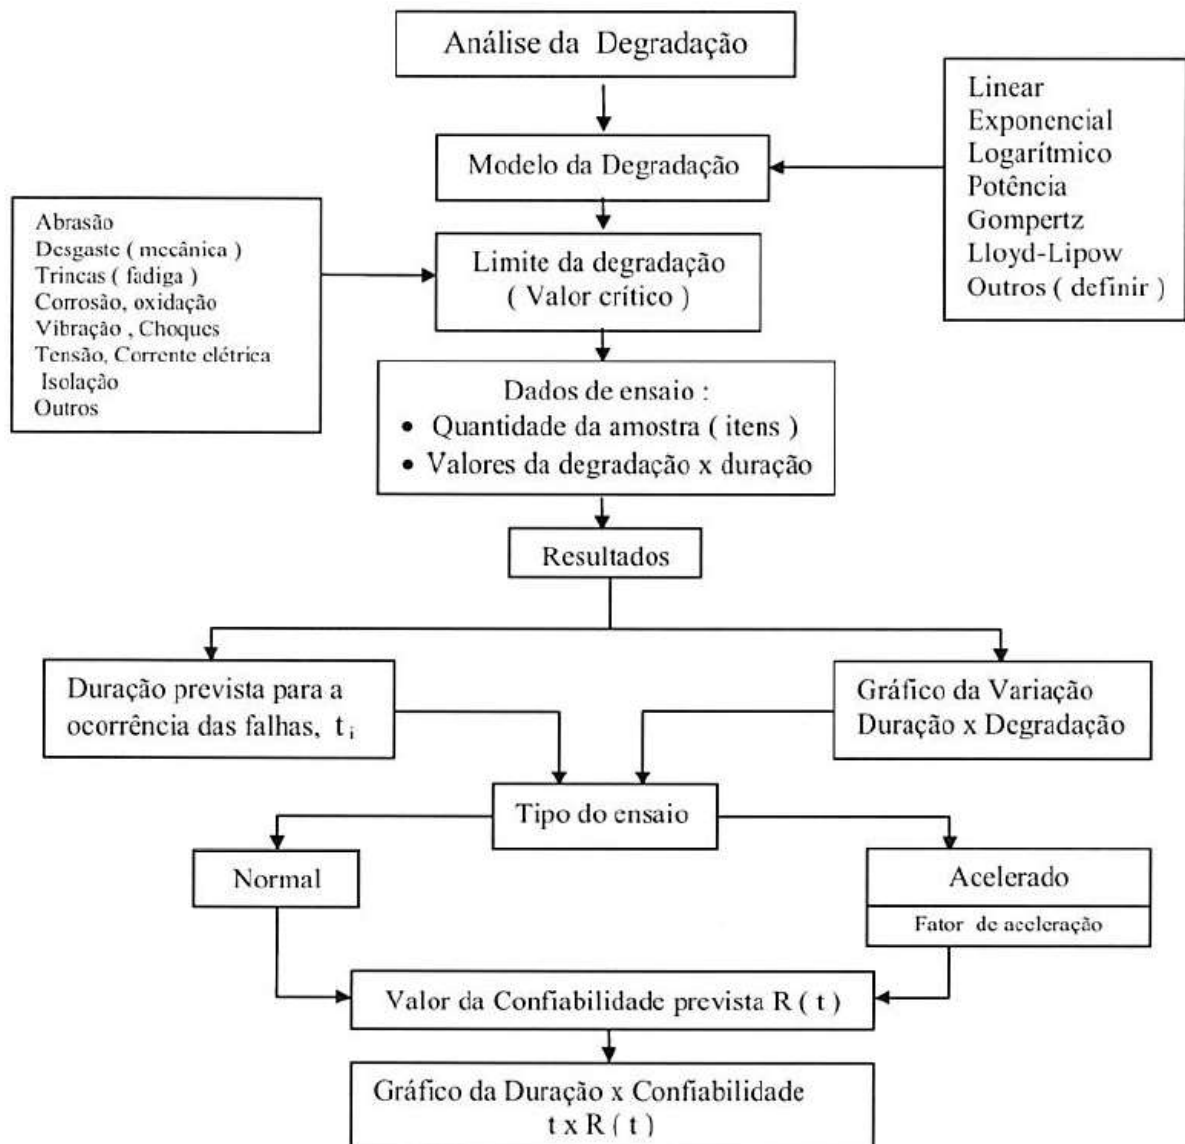 Análise da Degradação
Modelo da Degradação
Linear
Exponencial
Logarítmico
Potência
Gompertz
Lloyd-Lipow
Outros ( definir )
Abrasão
Desgaste ( mecânica )
Trincas ( fadiga )
Corrosão, oxidação
Vibração , Choques
Tensão, Corrente elétrica
Isolação
Outros
Limite da degradação
( Valor crítico )
Dados de ensaio :
• Quantidade da amostra ( itens )
• Valores da degradação x duração
Resultados
Duração prevista para a
ocorrência das falhas, t i
Gráfico da Variação
Duração x Degradação
Tipo do ensaio
Normal
Acelerado
Fator de aceleração
Valor da Confiabilidade prevista R ( t )
Gráfico da Duração x Confiabilidade
t x R ( t )